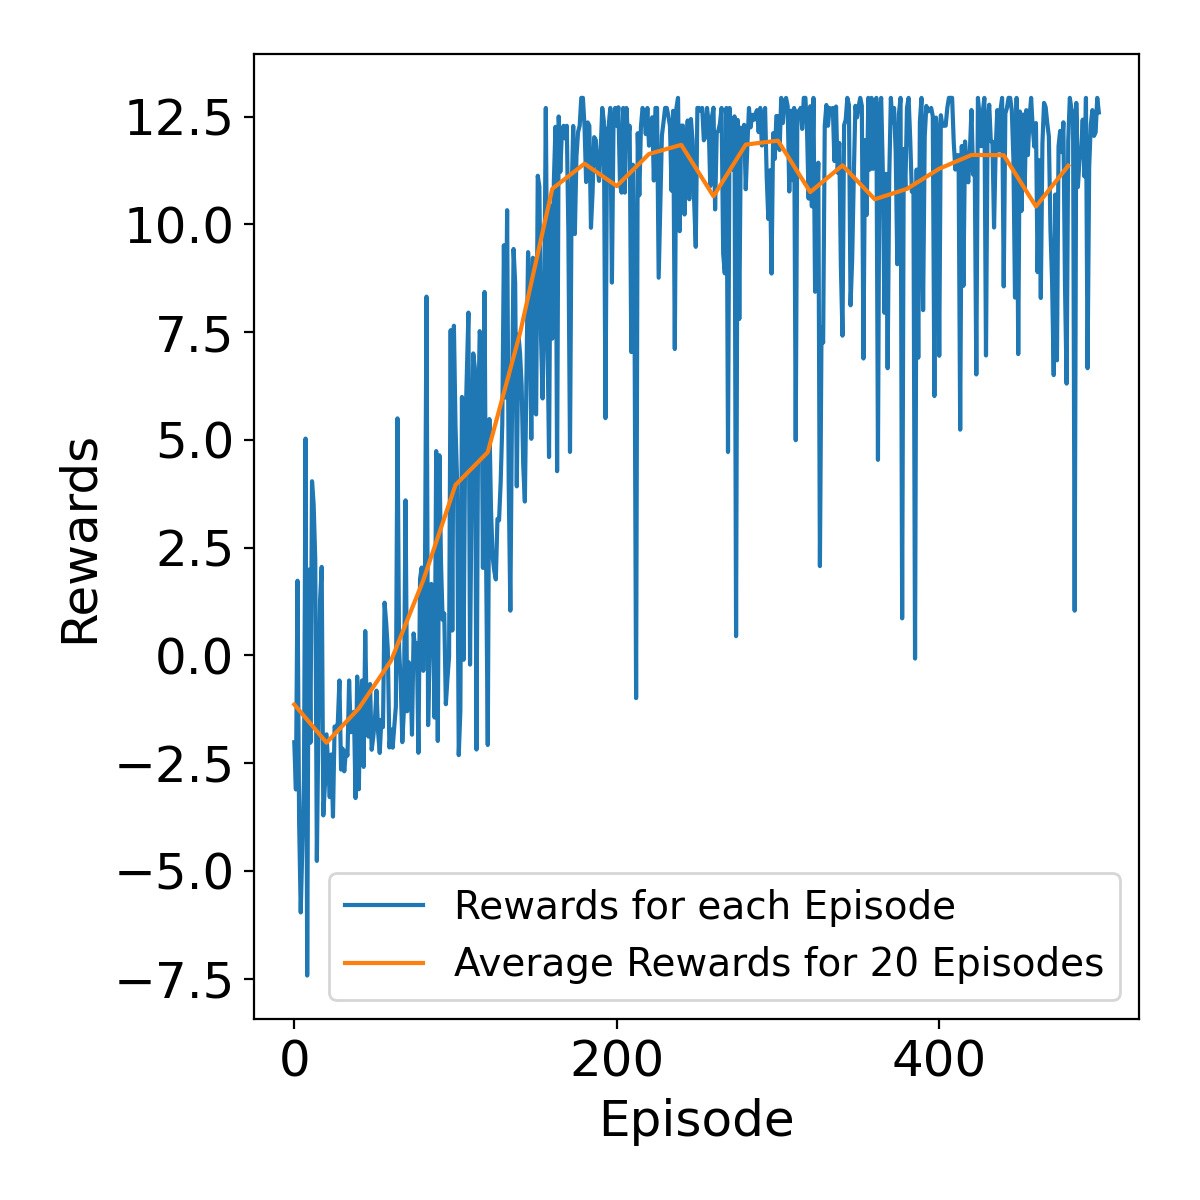 12.5
10.0
7.5
5.0
2.5
0.0
−2.5
−5.0
−7.5
Rewards
Rewards for each Episode
Average Rewards for 20 Episodes
0 200 400
Episode